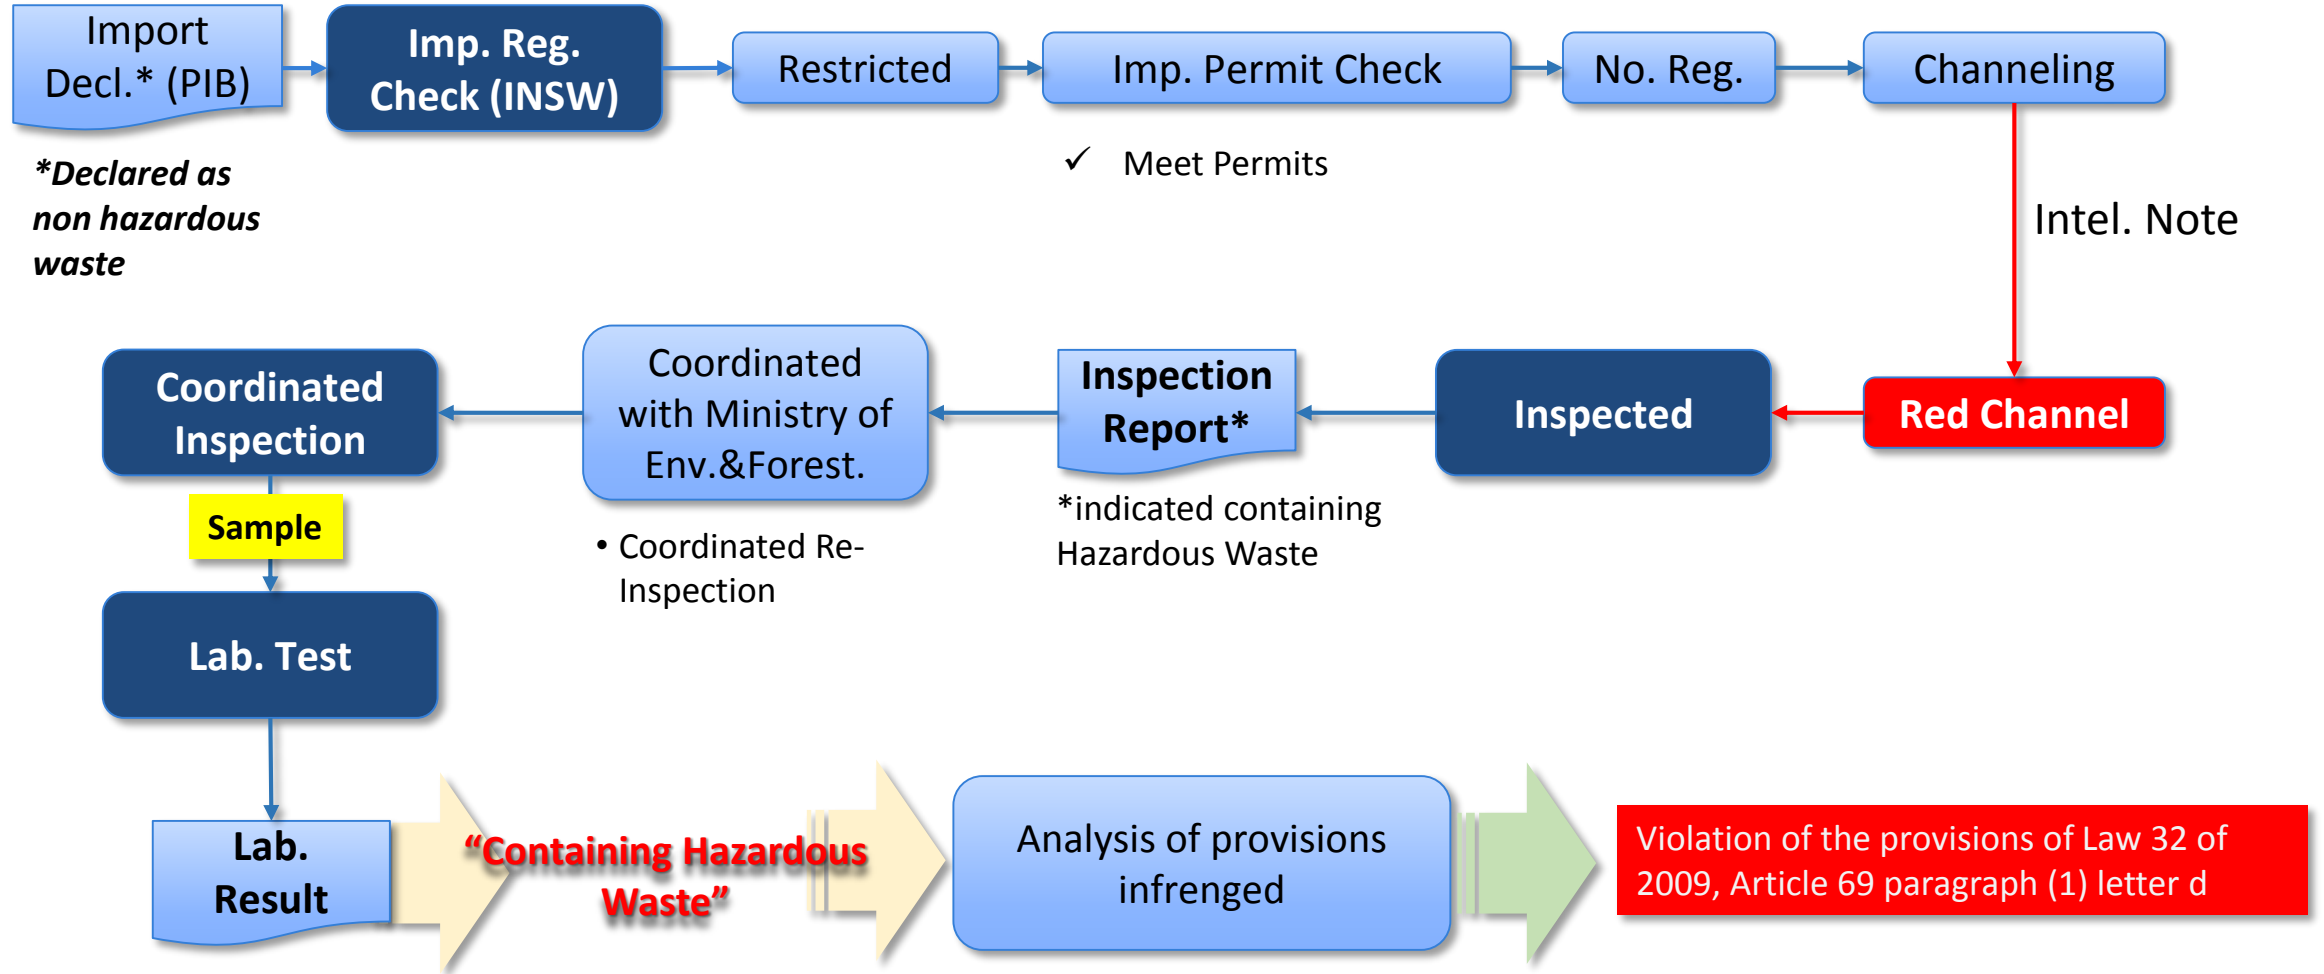 Import
Decl.* (PIB)
Imp. Reg.
Check (INSW)
Restricted
Imp. Permit Check
No. Reg.
Channeling
*Declared as
non hazardous
waste
✓ Meet Permits
Intel. Note
Red Channel
Inspected
Inspection
Report*
*indicated containing
Hazardous Waste
Coordinated
with Ministry of
Env.&Forest.
• Coordinated Re-
Inspection
Coordinated
Inspection
Sample
Lab. Test
Lab.
Result
“Containing Hazardous
Waste”
Analysis of provisions
infrenged
Violation of the provisions of Law 32 of
2009, Article 69 paragraph (1) letter d